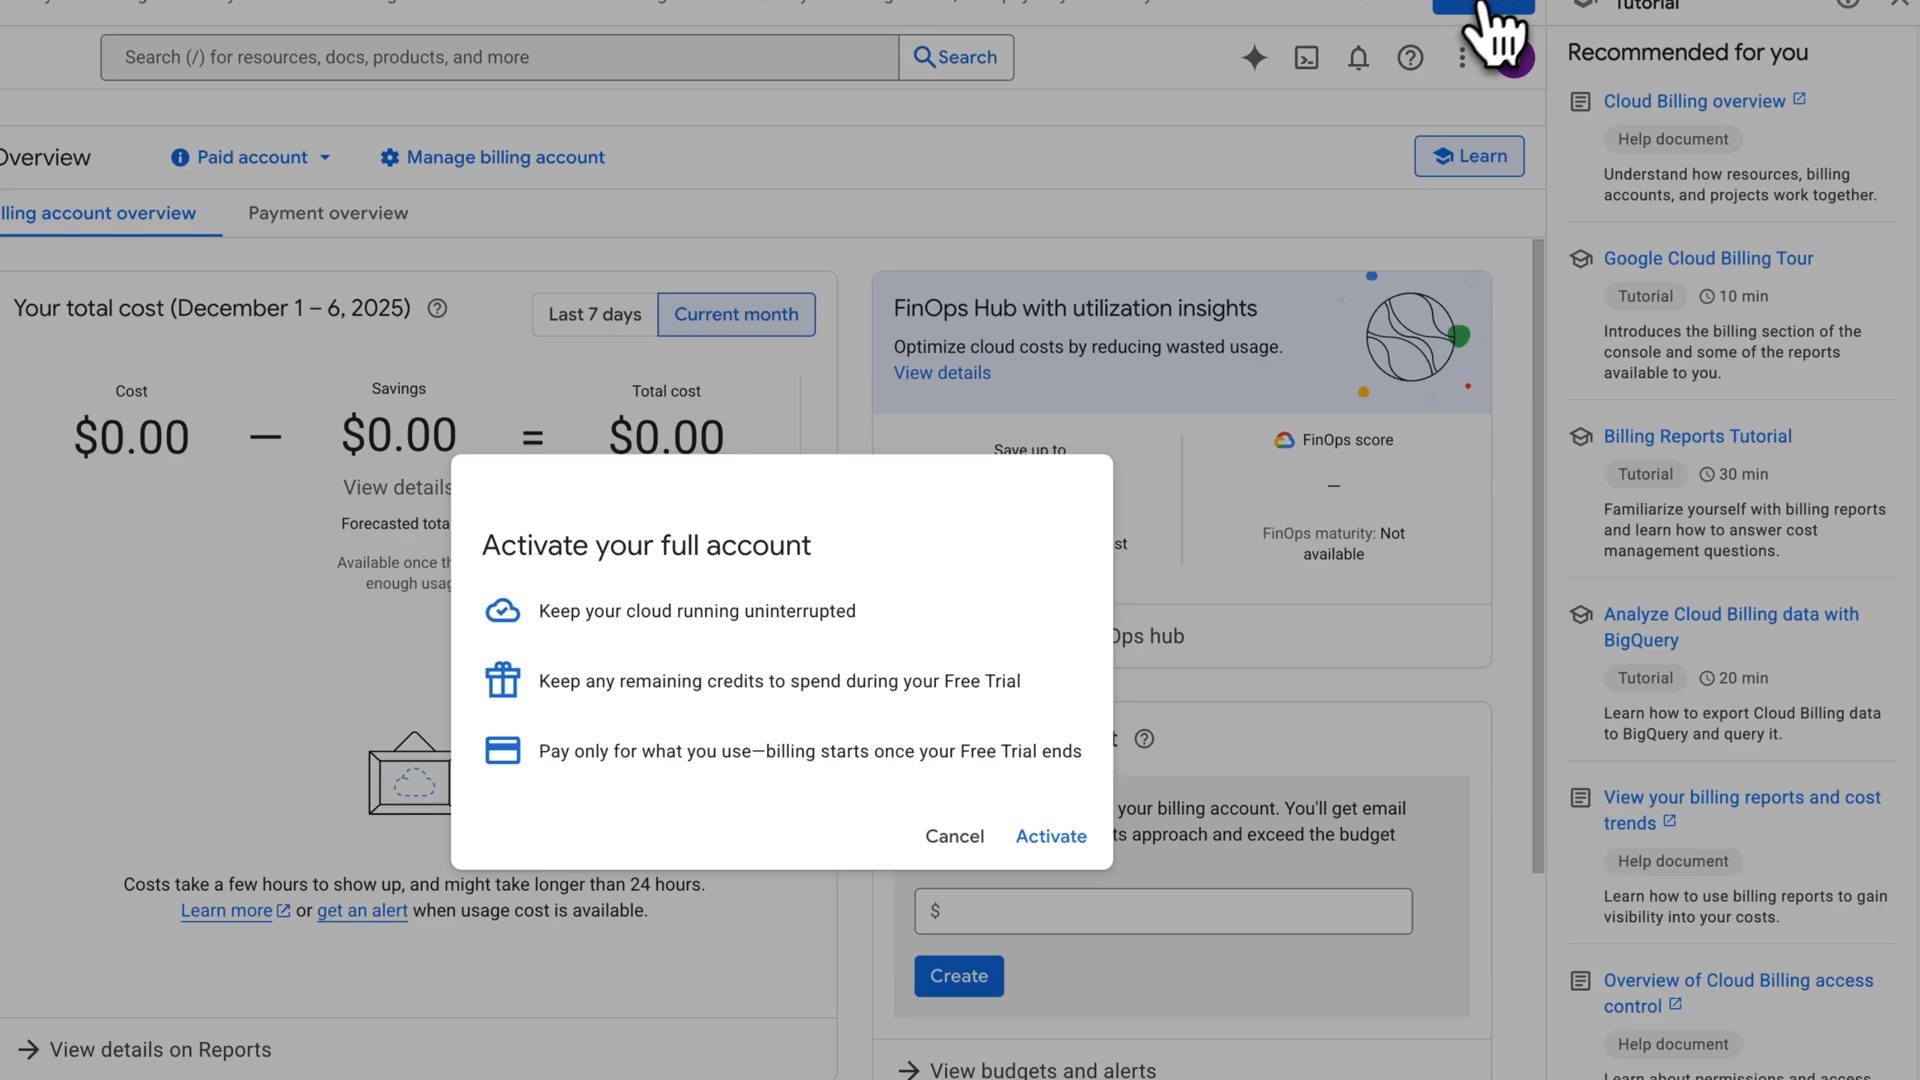 Tutorial
Search (/) for resources, docs, products, and more
Search
Overview
Paid account
Manage billing account
Learn
lling account overview
Payment overview
Your total cost (December 1 – 6, 2025)
Last 7 days
Current month
Cost
Savings
Total cost
$0.00
—
$0.00
=
$0.00
View details
Forecasted tota
Available once th
enough usag
Costs take a few hours to show up, and might take longer than 24 hours.
Learn more or get an alert when usage cost is available.
View details on Reports
FinOps Hub with utilization insights
Optimize cloud costs by reducing wasted usage.
View details
Save up to
st
FinOps score
—
FinOps maturity: Not
available
Ops hub
t
your billing account. You'll get email
ts approach and exceed the budget
$
Create
View budgets and alerts
Activate your full account
Keep your cloud running uninterrupted
Keep any remaining credits to spend during your Free Trial
Pay only for what you use—billing starts once your Free Trial ends
Cancel
Activate
Recommended for you
Cloud Billing overview
Help document
Understand how resources, billing
accounts, and projects work together.
Google Cloud Billing Tour
Tutorial
10 min
Introduces the billing section of the
console and some of the reports
available to you.
Billing Reports Tutorial
Tutorial
30 min
Familiarize yourself with billing reports
and learn how to answer cost
management questions.
Analyze Cloud Billing data with
BigQuery
Tutorial
20 min
Learn how to export Cloud Billing data
to BigQuery and query it.
View your billing reports and cost
trends
Help document
Learn how to use billing reports to gain
visibility into your costs.
Overview of Cloud Billing access
control
Help document
Learn about permissions and access